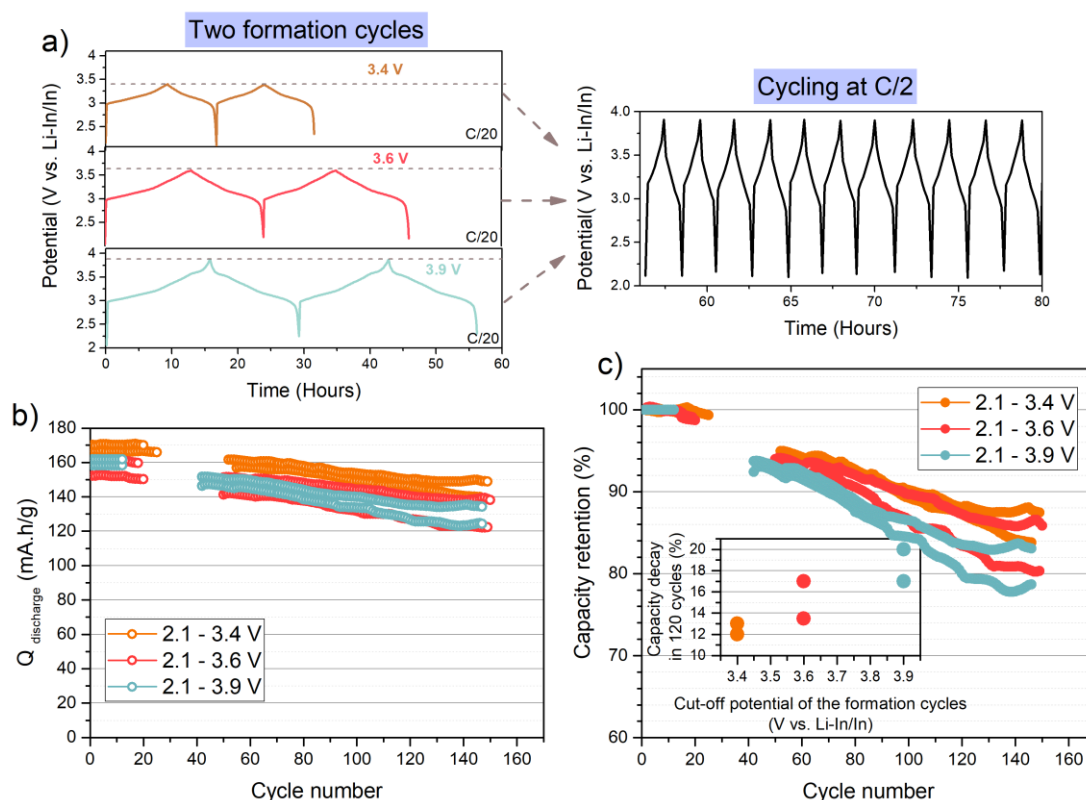 a)
Two formation cycles
Potential (V vs. Li-In/In)
4
3.5
3
2.5
3.4 V
C/20
4
3.5
3
2.5
3.6 V
C/20
4
3.5
3
2.5
2
3.9 V
C/20
0 10 20 30 40 50 60
Time (Hours)
Cycling at C/2
Potential( V vs. Li-In/In)
4.0
3.5
3.0
2.5
2.0
60 65 70 75 80
Time (Hours)
b)
Q discharge (mA.h/g)
180
160
140
120
100
80
60
40
20
0
2.1 - 3.4 V
2.1 - 3.6 V
2.1 - 3.9 V
0 20 40 60 80 100 120 140 160
Cycle number
c)
Capacity retention (%)
100
90
80
70
60
2.1 - 3.4 V
2.1 - 3.6 V
2.1 - 3.9 V
Capacity decay
in 120 cycles (%)
21
20
19
18
17
16
15
14
13
12
11
3.4 3.5 3.6 3.7 3.8 3.9
Cut-off potential of the formation cycles
(V vs. Li-In/In)
0 20 40 60 80 100 120 140 160
Cycle number